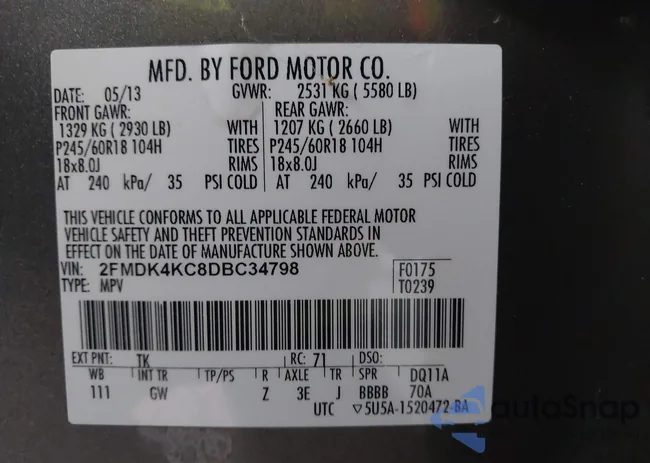 MFD. BY FORD MOTOR CO.
DATE: 05/13 GVWR: 2531 KG ( 5580 LB)
FRONT GAWR: REAR GAWR:
1329 KG ( 2930 LB) WITH 1207 KG ( 2660 LB) WITH
P245/60R18 104H TIRES P245/60R18 104H TIRES
18x8.0J RIMS 18x8.0J RIMS
AT 240 kPa/ 35 PSI COLD AT 240 kPa/ 35 PSI COLD
THIS VEHICLE CONFORMS TO ALL APPLICABLE FEDERAL MOTOR
VEHICLE SAFETY AND THEFT PREVENTION STANDARDS IN
EFFECT ON THE DATE OF MANUFACTURE SHOWN ABOVE.
VIN: 2FMDK4KC8DBC34798 F0175
TYPE: MPV T0239
EXT PNT: TK RC: 71 DSO:
WB INT TR TP/PS R AXLE TR SPR DQ11A
111 GW Z 3E J BBBB 70A
UTC ▽5U5A-1520472-BA
autoSnap